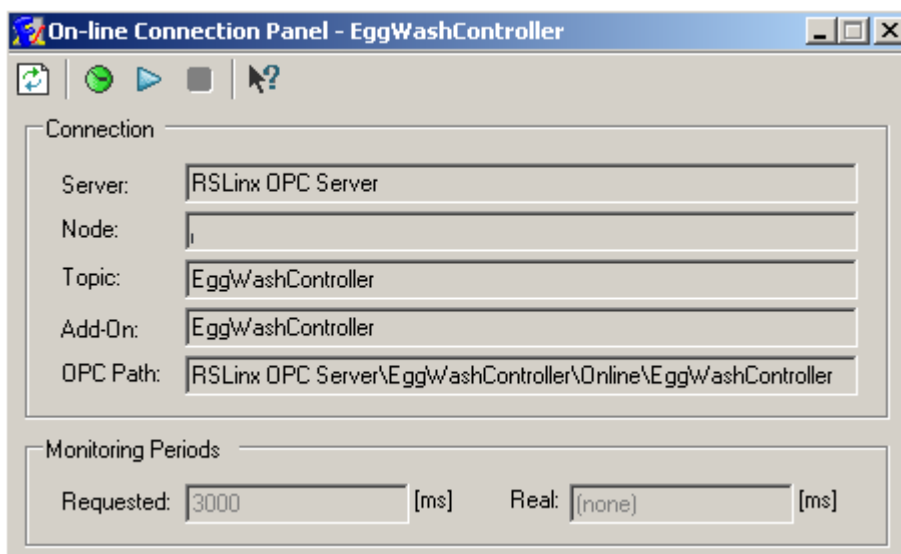 On-line Connection Panel - EggWashController
Connection
Server: RSLinx OPC Server
Node:
Topic: EggWashController
Add-On: EggWashController
OPC Path: RSLinx OPC Server\EggWashController\Online\EggWashController
Monitoring Periods
Requested: 3000 [ms] Real: (none) [ms]